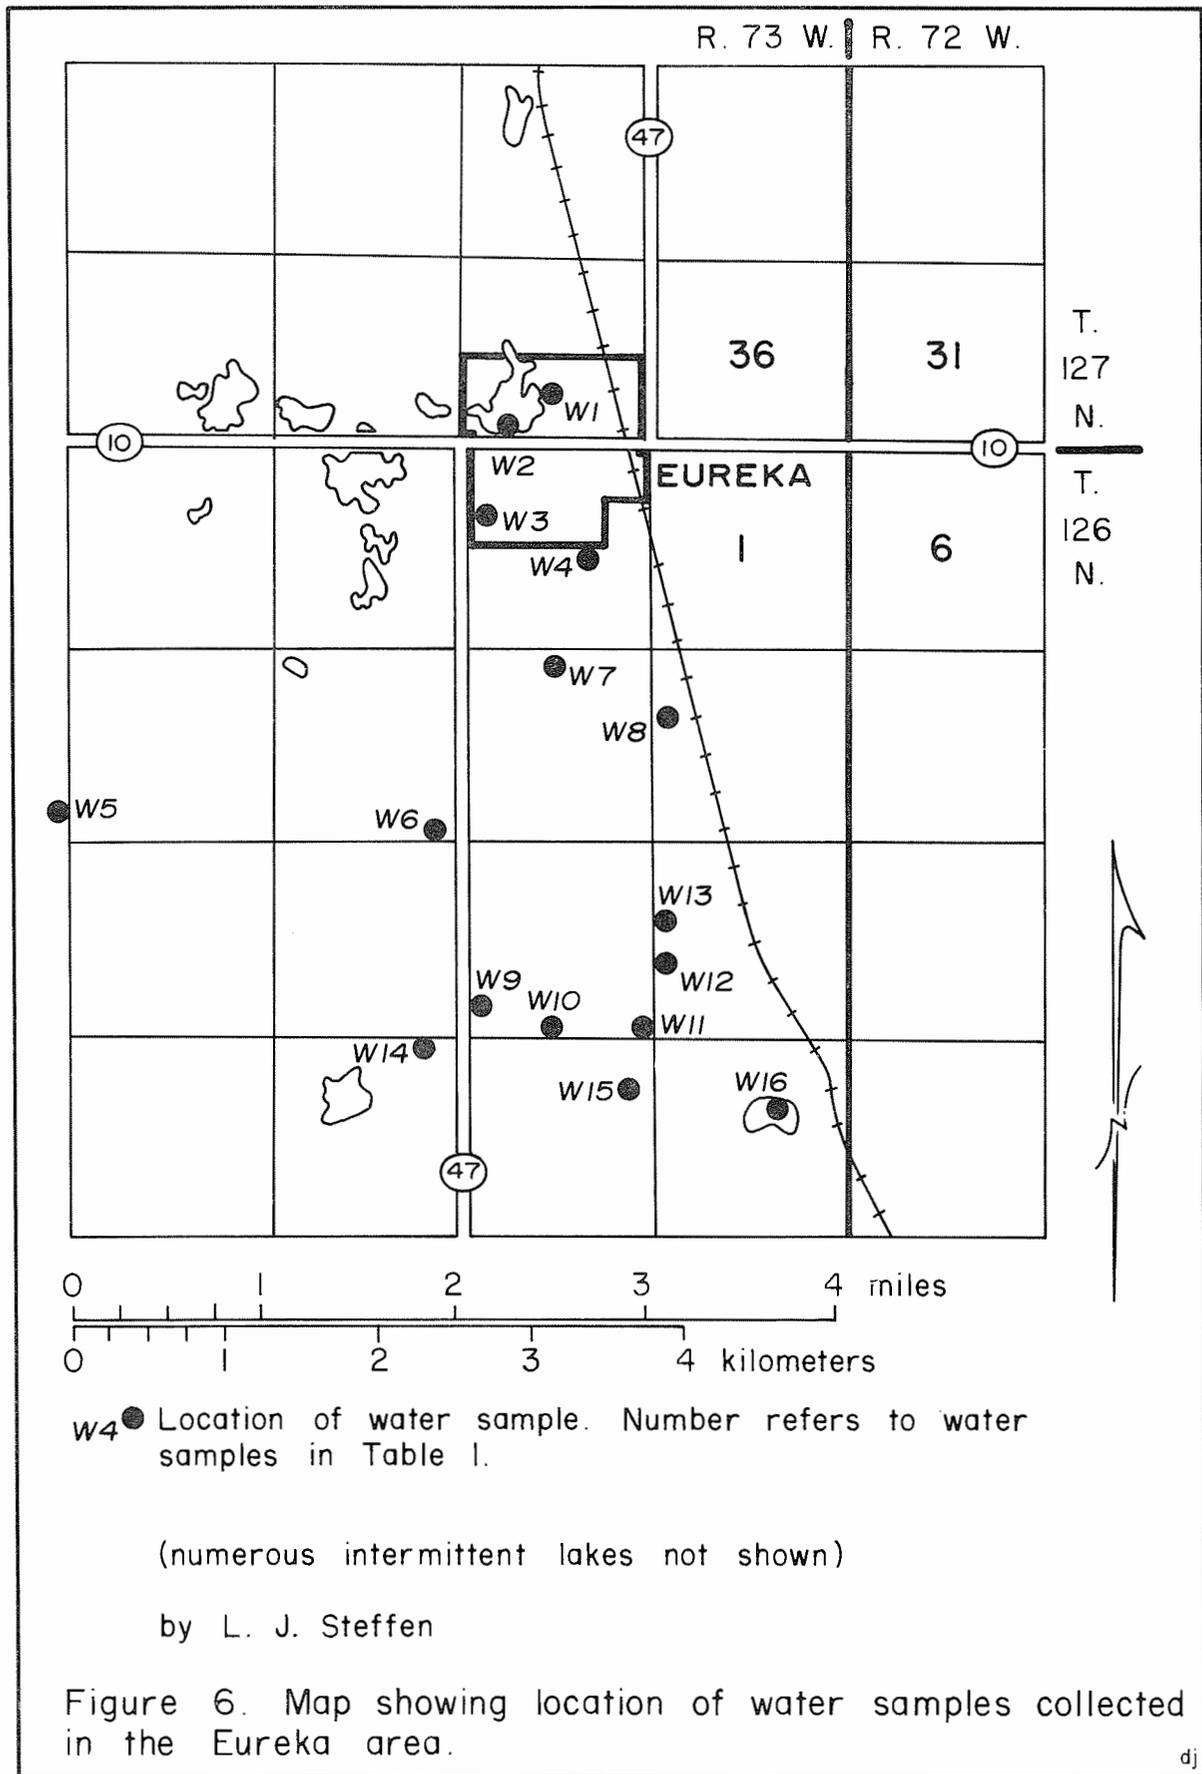 R. 73 W. R. 72 W.
47
36
31
T.
127
N.
W1
10
10
W2
EUREKA
T.
126
N.
W3
1
6
W4
W7
W8
W5
W6
W13
W12
W9
W10
W11
W14
W15
W16
47
0 1 2 3 4 miles
0 1 2 3 4 kilometers
W4 Location of water sample. Number refers to water
samples in Table 1.
(numerous intermittent lakes not shown)
by L. J. Steffen
Figure 6. Map showing location of water samples collected
in the Eureka area.
dj